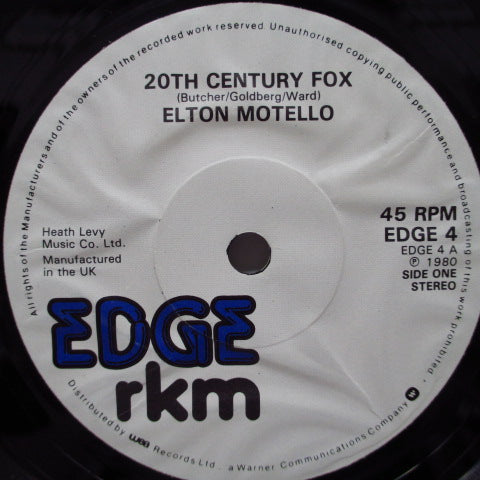 All rights of the Manufacturers and of the owners of the recorded work reserved. Unauthorised copying public performance and broadcasting of this work prohibited.
20TH CENTURY FOX
(Butcher/Goldberg/Ward)
ELTON MOTELLO
Heath Levy
Music Co. Ltd.
Manufactured
in the UK
45 RPM
EDGE 4
EDGE 4 A
℗ 1980
SIDE ONE
STEREO
EDGE
rkm
Distributed by wea Records Ltd. a Warner Communications Company